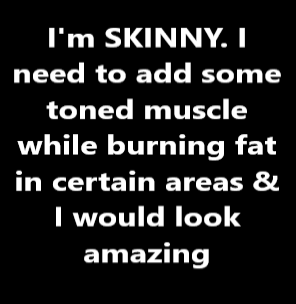 I'm SKINNY. I
need to add some
toned muscle
while burning fat
in certain areas &
I would look
amazing